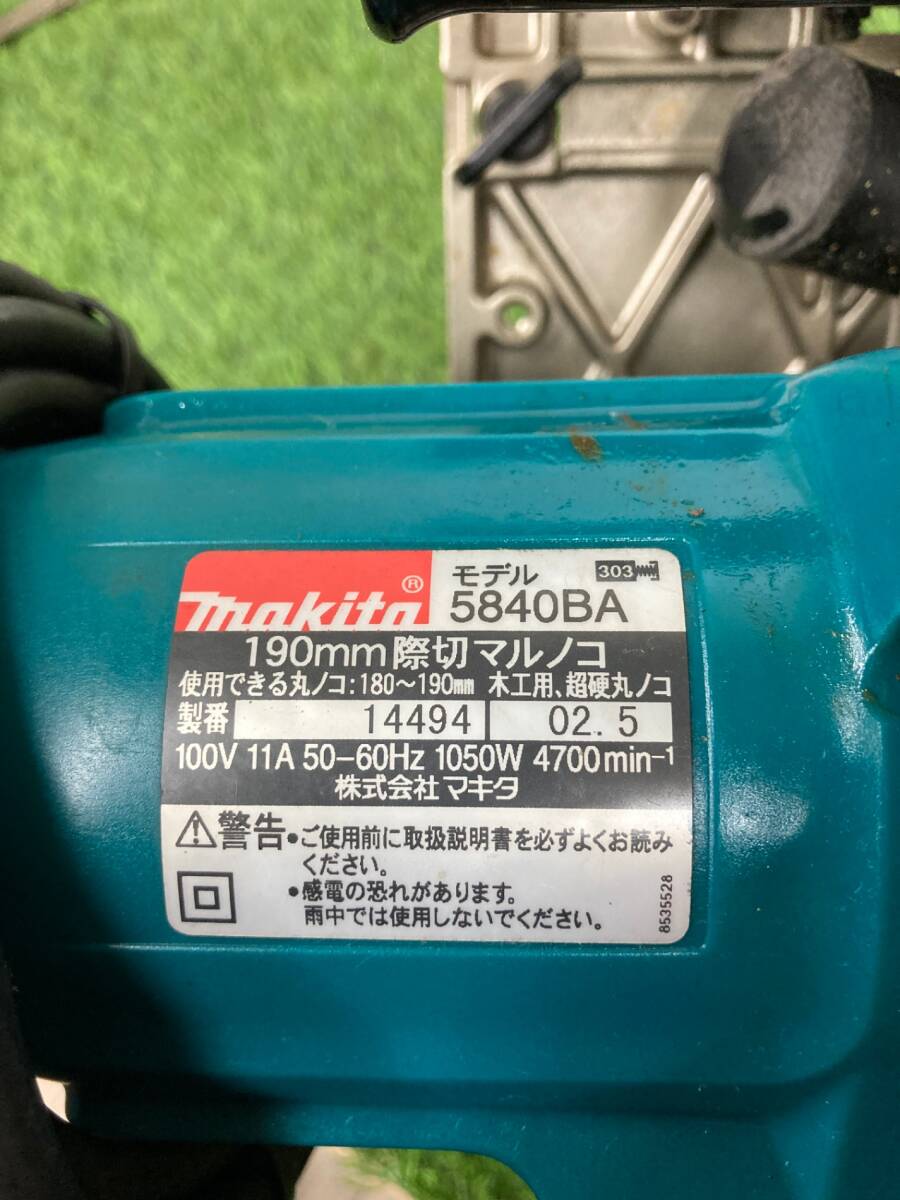 makita®
モデル
303
5840BA
190mm際切マルノコ
使用できる丸ノコ:180~190mm 木工用、超硬丸ノコ
製番 14494 02.5
100V 11A 50-60Hz 1050W 4700min⁻¹
株式会社マキタ
⚠警告 •ご使用前に取扱説明書を必ずよくお読み
ください。
•感電の恐れがあります。
雨中では使用しないでください。
8535528